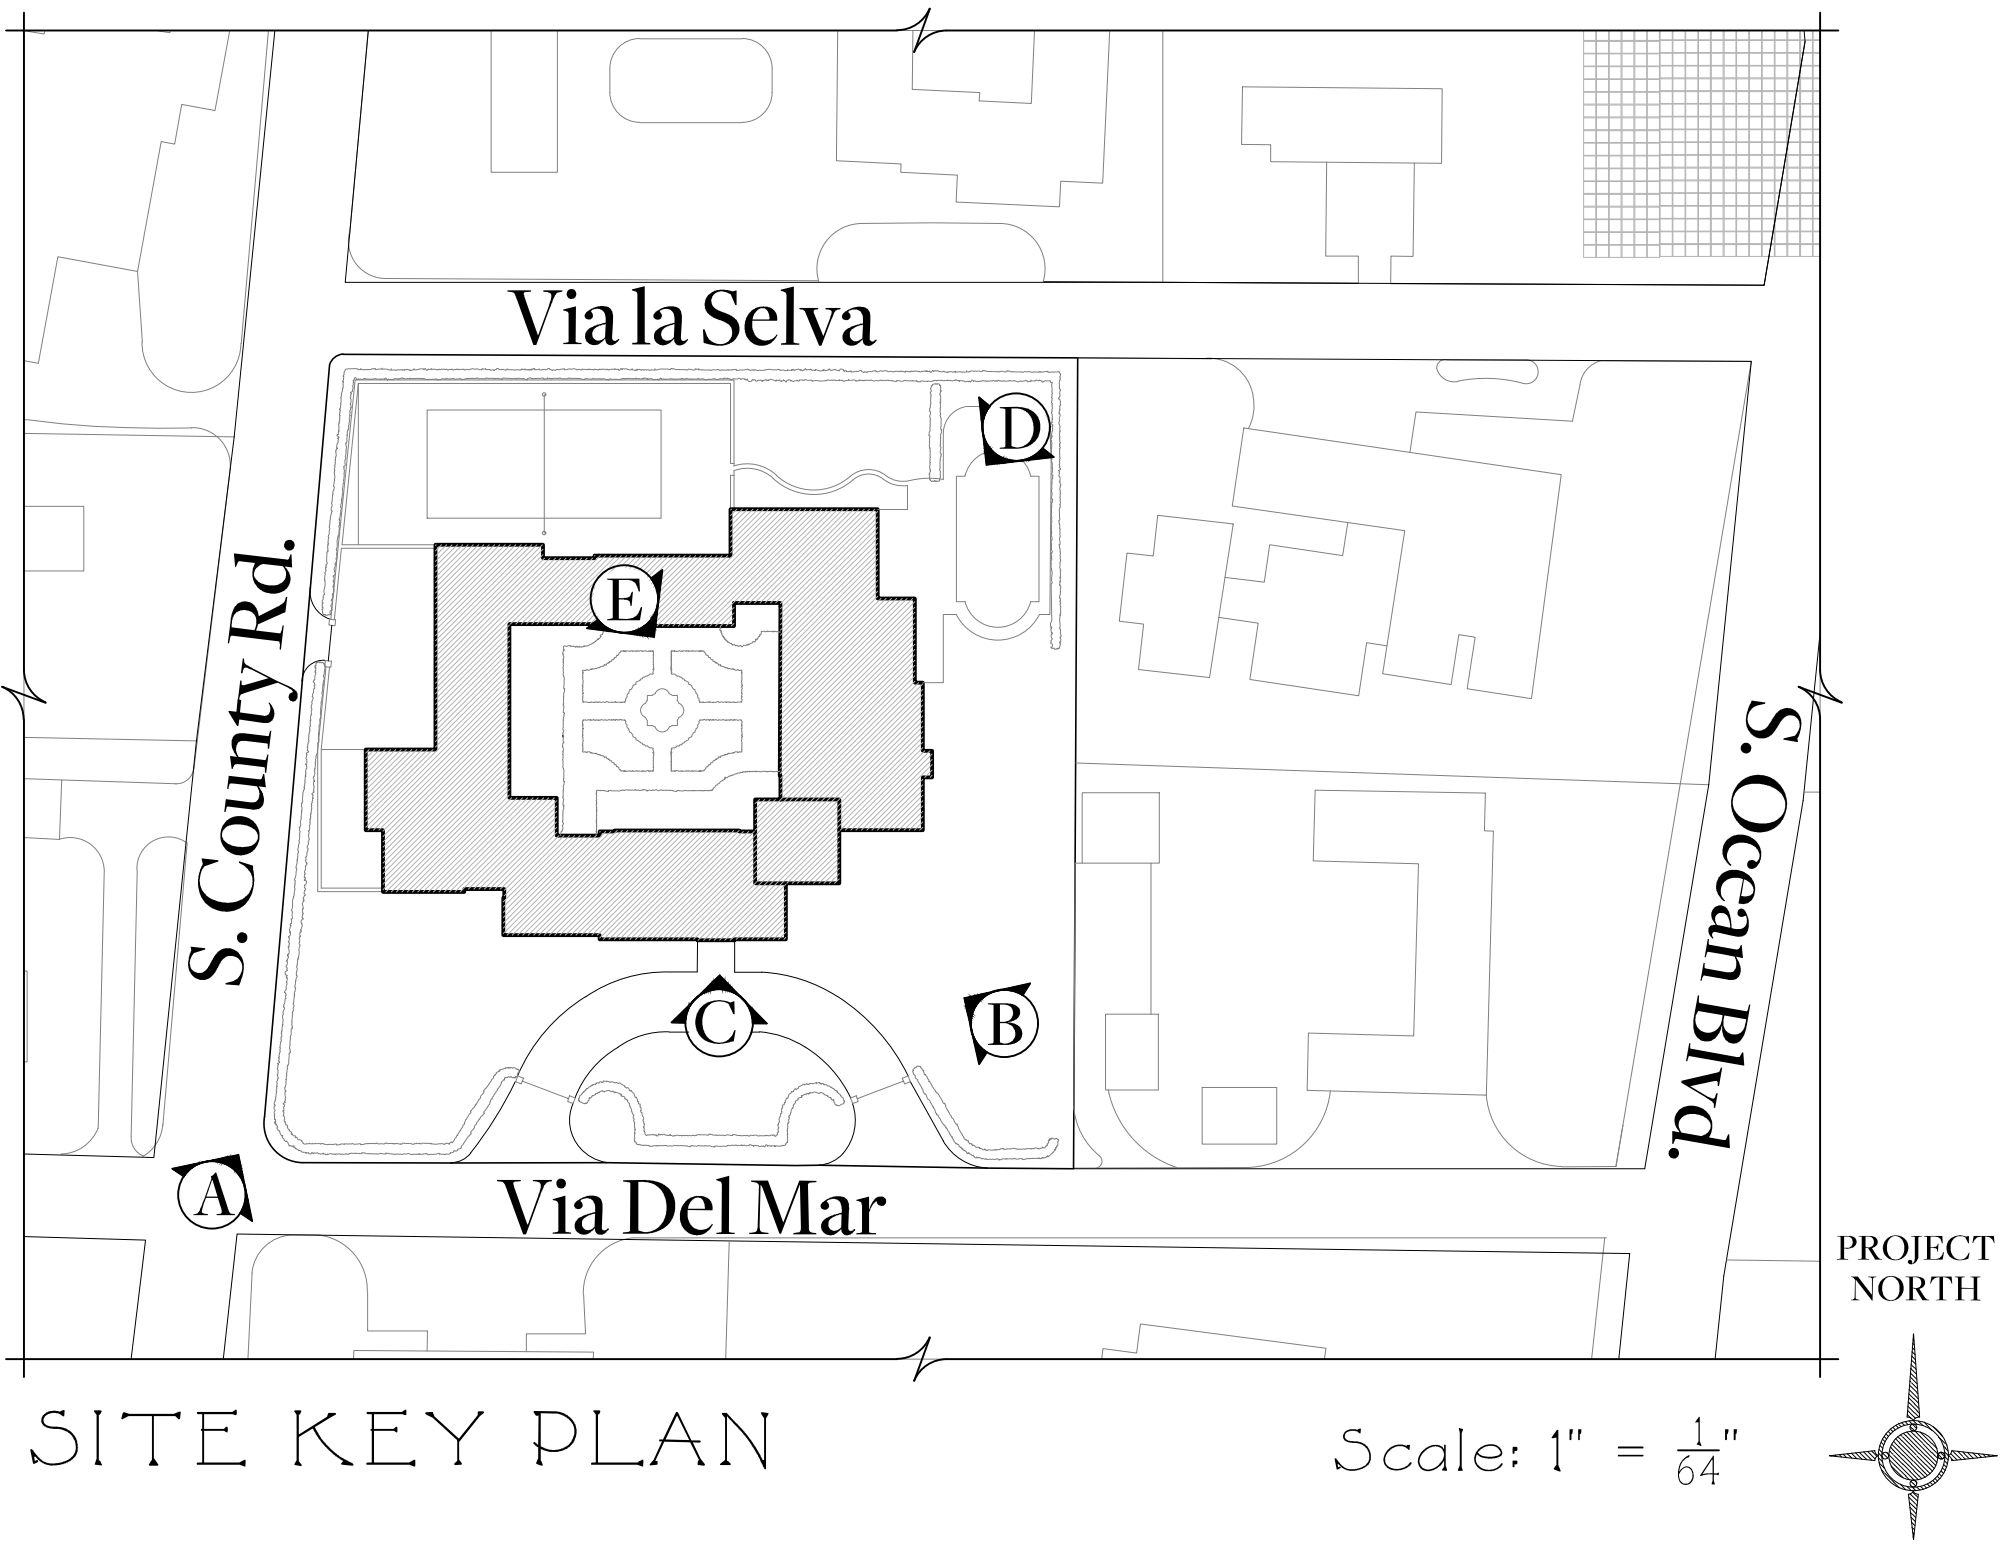 Via la Selva
D
E
S. County Rd.
S. Ocean Blvd.
C
B
A
Via Del Mar
PROJECT
NORTH
SITE KEY PLAN
Scale: 1" = 1/64"